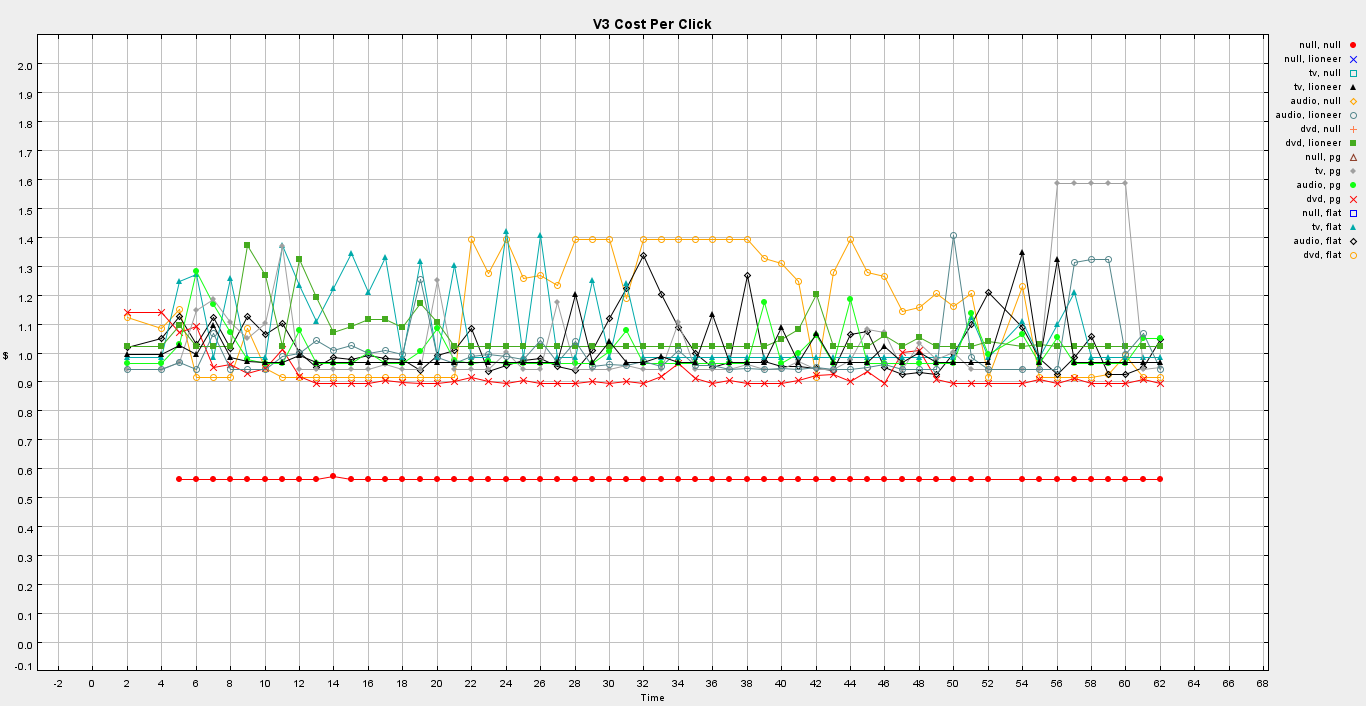 V3 Cost Per Click
null, null
null, lioneer
tv, null
tv, lioneer
audio, null
audio, lioneer
dvd, null
dvd, lioneer
null, pg
tv, pg
audio, pg
dvd, pg
null, flat
tv, flat
audio, flat
dvd, flat
2.0
1.9
1.8
1.7
1.6
1.5
1.4
1.3
1.2
1.1
1.0
0.9
0.8
0.7
0.6
0.5
0.4
0.3
0.2
0.1
0.0
-0.1
$
-2 0 2 4 6 8 10 12 14 16 18 20 22 24 26 28 30 32 34 36 38 40 42 44 46 48 50 52 54 56 58 60 62 64 66 68
Time